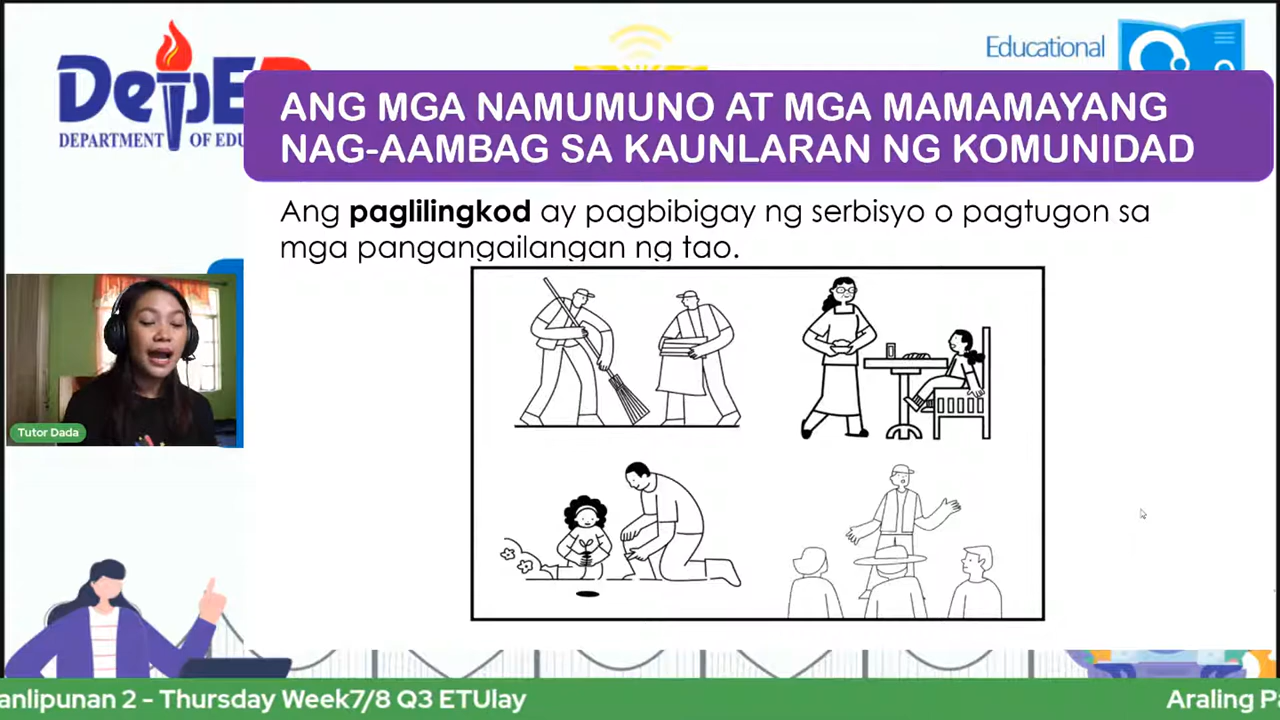 DepED
DEPARTMENT OF EDU
Educational
ANG MGA NAMUMUNO AT MGA MAMAMAYANG
NAG-AAMBAG SA KAUNLARAN NG KOMUNIDAD
Ang paglilingkod ay pagbibigay ng serbisyo o pagtugon sa
mga pangangailangan ng tao.
Tutor Dada
anlipunan 2 - Thursday Week7/8 Q3 ETUlay
Araling Pa